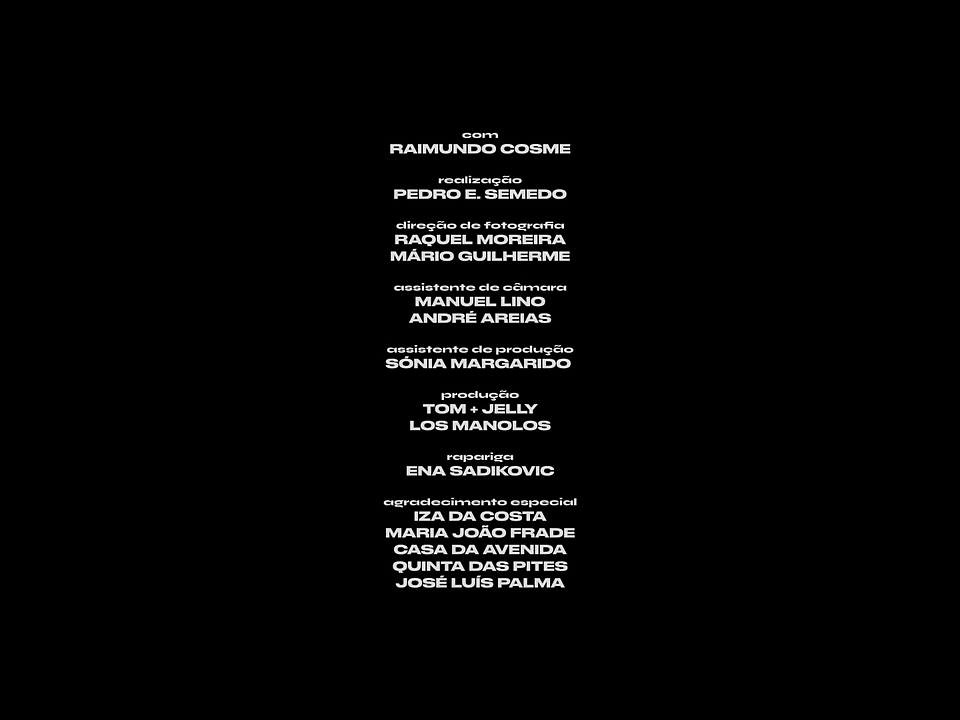 com
RAIMUNDO COSME
realização
PEDRO E. SEMEDO
direção de fotografia
RAQUEL MOREIRA
MÁRIO GUILHERME
assistente de câmara
MANUEL LINO
ANDRÉ AREIAS
assistente de produção
SÓNIA MARGARIDO
produção
TOM + JELLY
LOS MANOLOS
rapariga
ENA SADIKOVIC
agradecimento especial
IZA DA COSTA
MARIA JOÃO FRADE
CASA DA AVENIDA
QUINTA DAS PITES
JOSÉ LUÍS PALMA